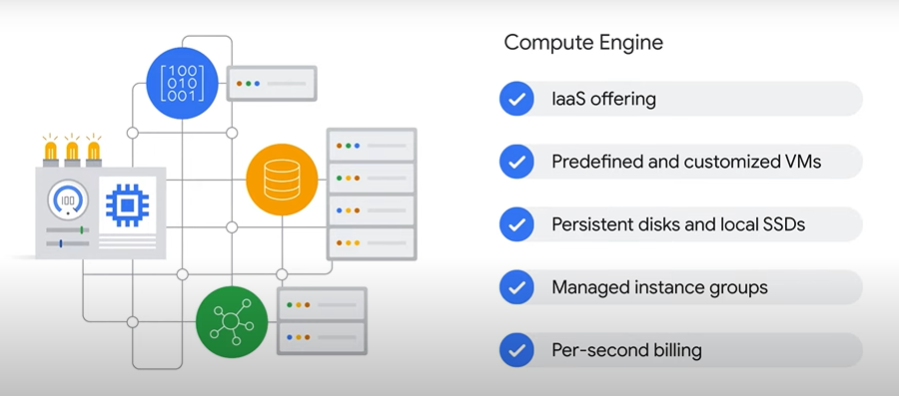 [100
010
001]
100
Compute Engine
IaaS offering
Predefined and customized VMs
Persistent disks and local SSDs
Managed instance groups
Per-second billing